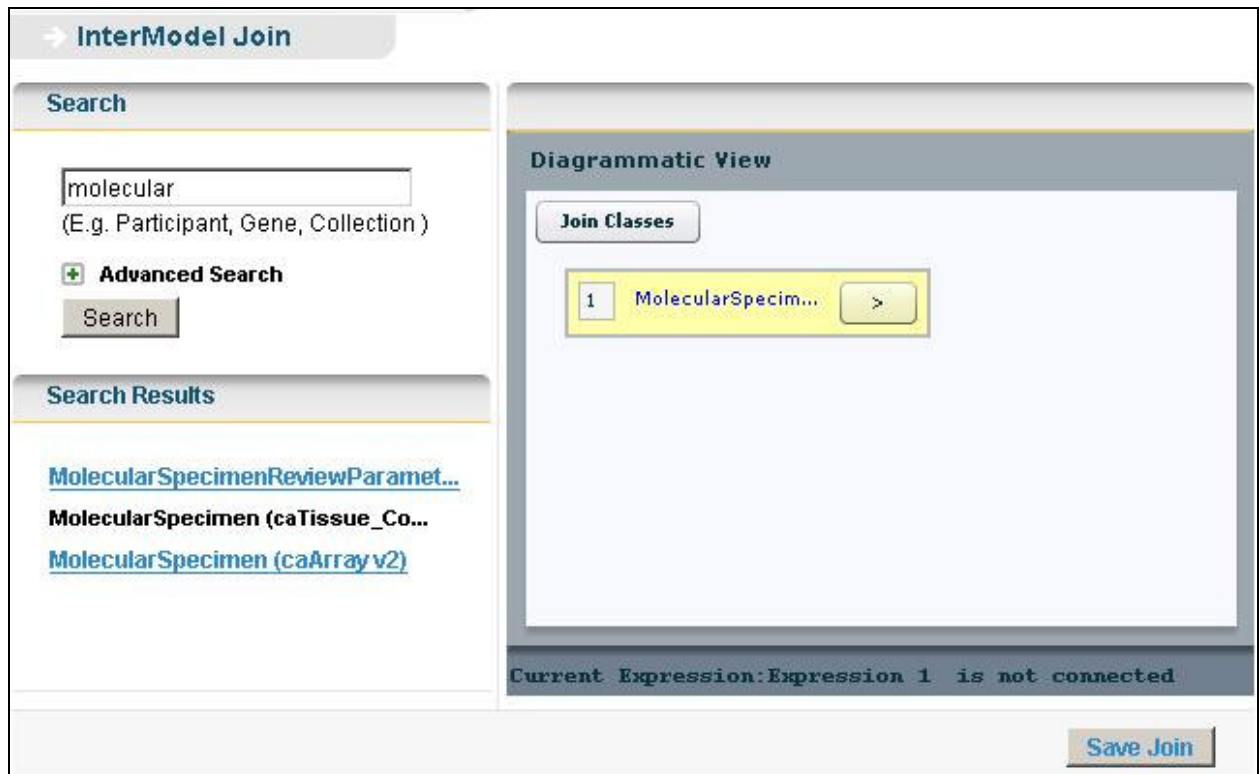 InterModel Join
Search
molecular
(E.g. Participant, Gene, Collection )
Advanced Search
Search
Search Results
MolecularSpecimenReviewParamet...
MolecularSpecimen (caTissue_Co...
MolecularSpecimen (caArray v2)
Diagrammatic View
Join Classes
1 MolecularSpecim... >
Current Expression:Expression 1 is not connected
Save Join